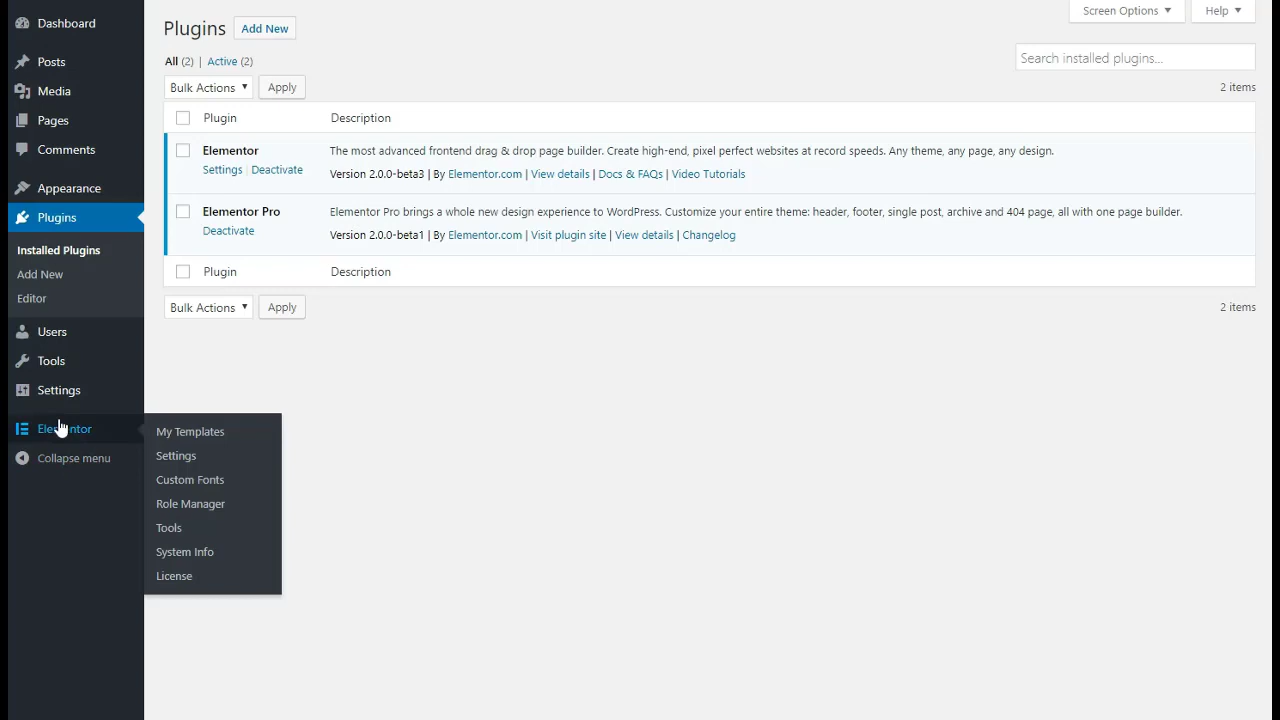 Dashboard
Posts
Media
Pages
Comments
Appearance
Plugins
Installed Plugins
Add New
Editor
Users
Tools
Settings
Elementor
Collapse menu
My Templates
Settings
Custom Fonts
Role Manager
Tools
System Info
License
Screen Options ▼
Help ▼
Plugins Add New
All (2) | Active (2)
Search installed plugins...
Bulk Actions ▼ Apply
2 items
Plugin Description
Elementor The most advanced frontend drag & drop page builder. Create high-end, pixel perfect websites at record speeds. Any theme, any page, any design.
Settings | Deactivate Version 2.0.0-beta3 | By Elementor.com | View details | Docs & FAQs | Video Tutorials
Elementor Pro Elementor Pro brings a whole new design experience to WordPress. Customize your entire theme: header, footer, single post, archive and 404 page, all with one page builder.
Deactivate Version 2.0.0-beta1 | By Elementor.com | Visit plugin site | View details | Changelog
Plugin Description
Bulk Actions ▼ Apply
2 items